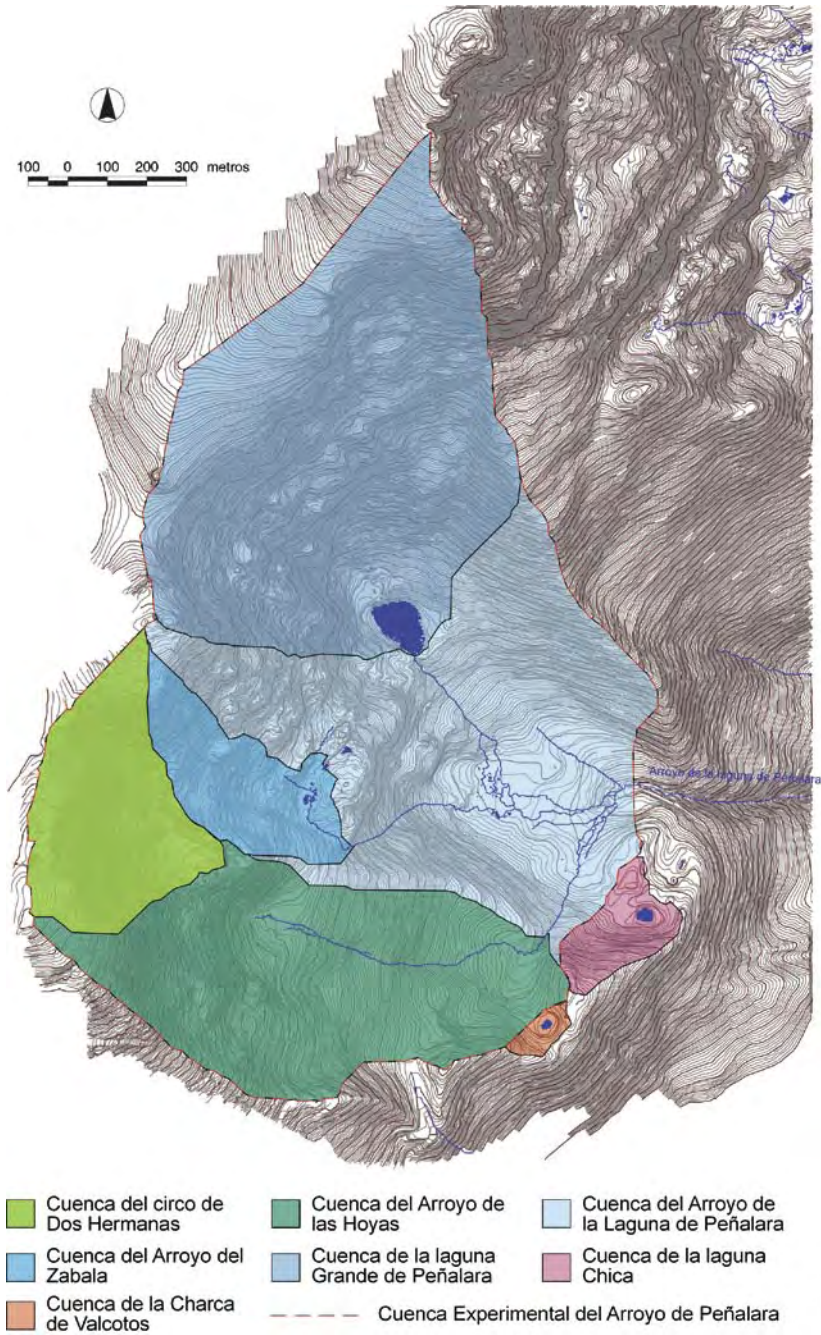 100 0 100 200 300 metros
Arroyo de la laguna de Peñalara
Cuenca del circo de
Dos Hermanas
Cuenca del Arroyo de
las Hoyas
Cuenca del Arroyo de
la Laguna de Peñalara
Cuenca del Arroyo del
Zabala
Cuenca de la laguna
Grande de Peñalara
Cuenca de la laguna
Chica
Cuenca de la Charca
de Valcotos
Cuenca Experimental del Arroyo de Peñalara